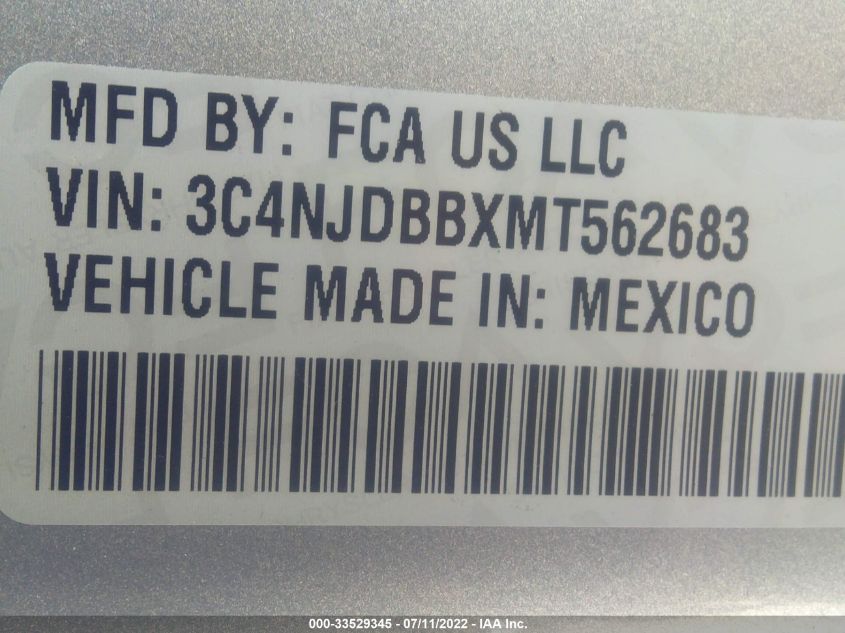 MFD BY: FCA US LLC
VIN: 3C4NJDBBXMT562683
VEHICLE MADE IN: MEXICO
000-33529345 - 07/11/2022 - IAA Inc.